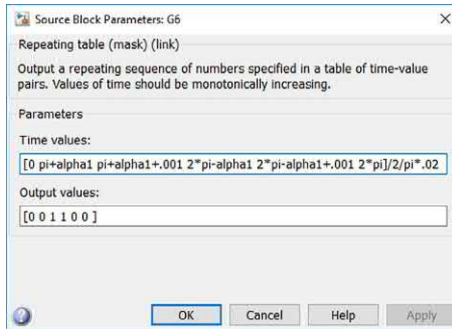 Source Block Parameters: G6
Repeating table (mask) (link)
Output a repeating sequence of numbers specified in a table of time-value
pairs. Values of time should be monotonically increasing.
Parameters
Time values:
[0 pi+alpha1 pi+alpha1+.001 2*pi-alpha1 2*pi-alpha1+.001 2*pi]/2/pi*.02
Output values:
[0 0 1 1 0 0 ]
OK Cancel Help Apply